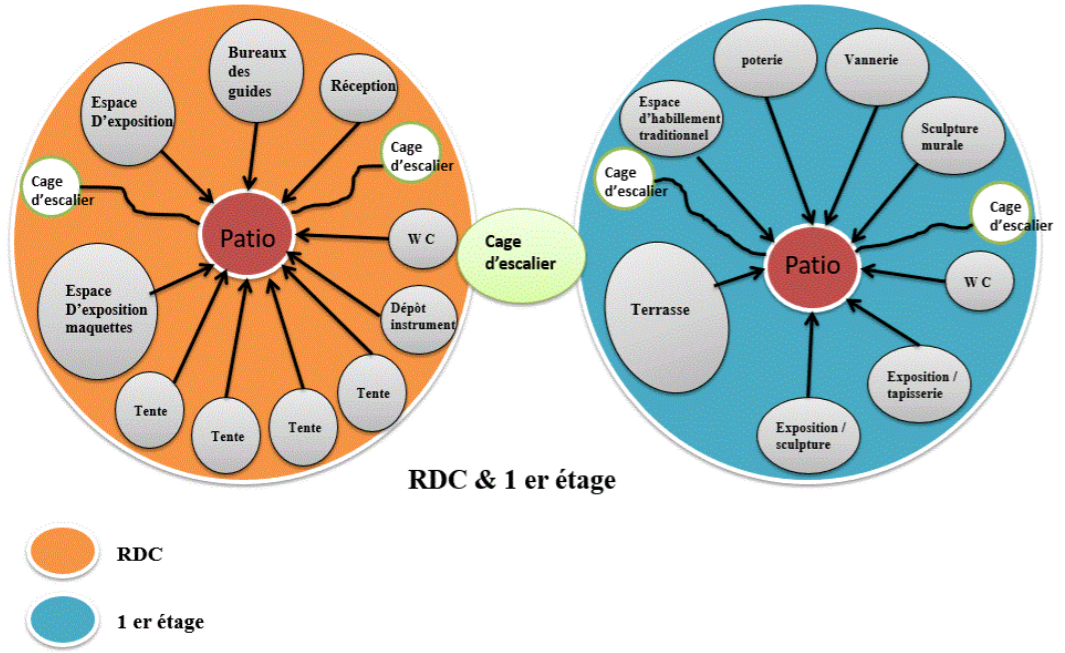 Bureaux
des
guides
Réception
Espace
D’exposition
Cage
d’escalier
Cage
d’escalier
Patio
W C
Espace
D’exposition
maquettes
Dépòt
instrument
Tente
Tente
Tente
Tente
Cage
d’escalier
poterie
Vannerie
Espace
d’habillement
traditionnel
Sculpture
murale
Cage
d’escalier
Cage
d’escalier
Patio
W C
Terrasse
Exposition /
tapisserie
Exposition /
sculpture
RDC & 1 er étage
RDC
1 er étage